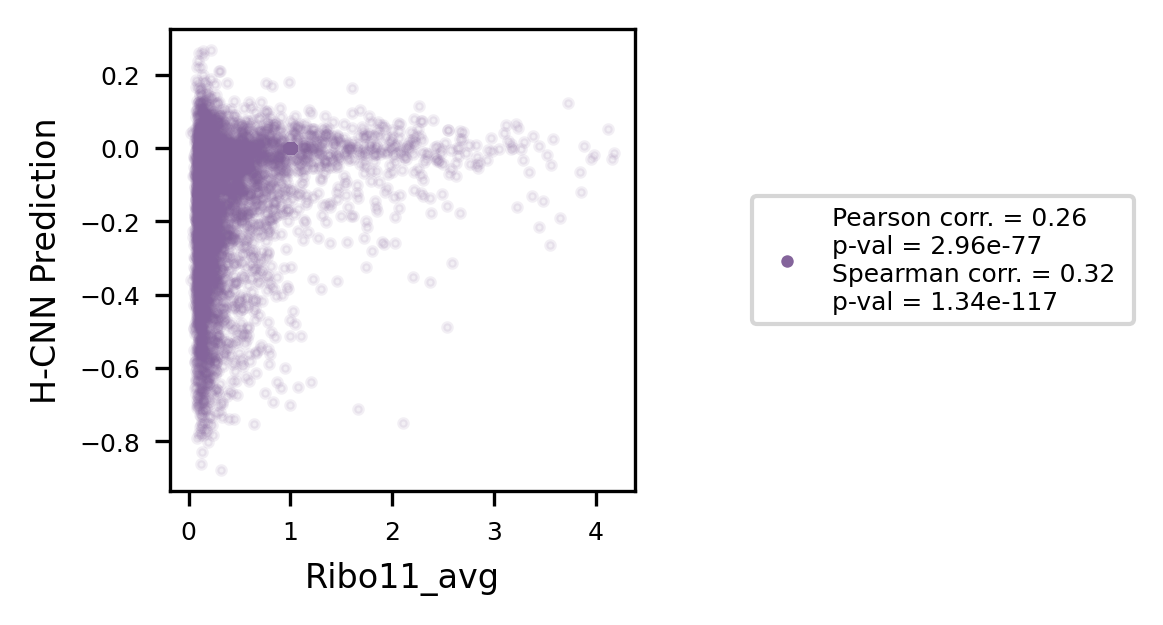 0.2
0.0
−0.2
−0.4
−0.6
−0.8
H-CNN Prediction
0 1 2 3 4
Ribo11_avg
Pearson corr. = 0.26
p-val = 2.96e-77
Spearman corr. = 0.32
p-val = 1.34e-117